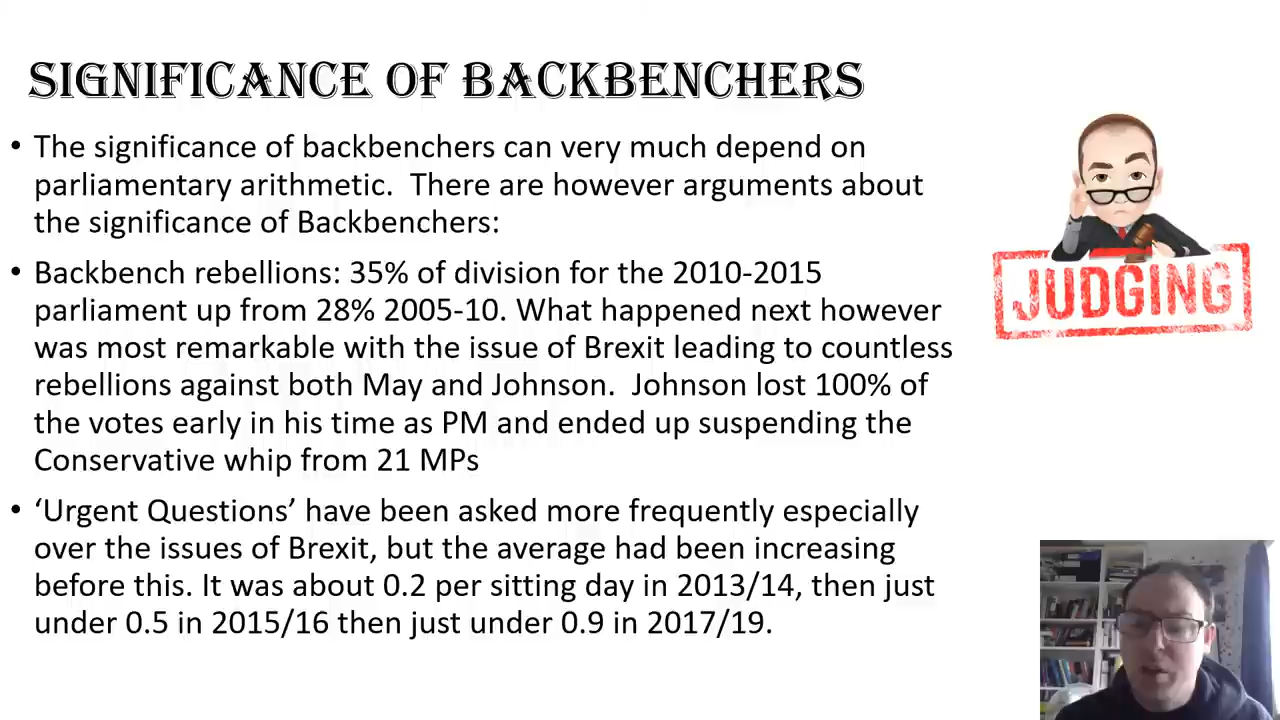 SIGNIFICANCE OF BACKBENCHERS
• The significance of backbenchers can very much depend on
parliamentary arithmetic.  There are however arguments about
the significance of Backbenchers:
• Backbench rebellions: 35% of division for the 2010-2015
parliament up from 28% 2005-10. What happened next however
was most remarkable with the issue of Brexit leading to countless
rebellions against both May and Johnson.  Johnson lost 100% of
the votes early in his time as PM and ended up suspending the
Conservative whip from 21 MPs
• ‘Urgent Questions’ have been asked more frequently especially
over the issues of Brexit, but the average had been increasing
before this. It was about 0.2 per sitting day in 2013/14, then just
under 0.5 in 2015/16 then just under 0.9 in 2017/19.
JUDGING